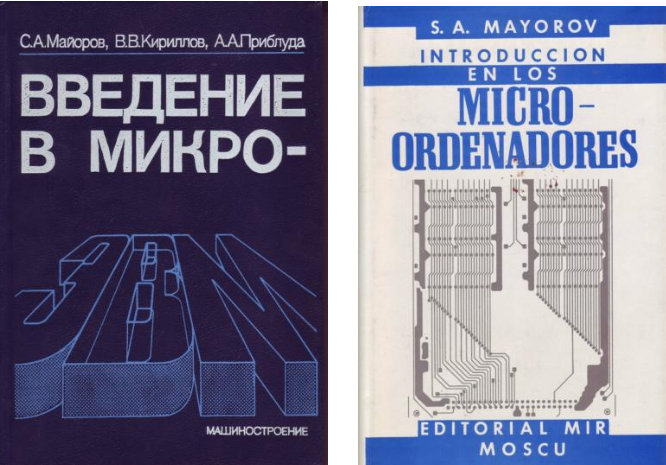 С.А.Майоров, В.В.Кириллов, А.А.Приблуда
ВВЕДЕНИЕ
В МИКРО-
ЭВМ
МАШИНОСТРОЕНИЕ
S. A. MAYOROV
INTRODUCCION
EN LOS
MICRO-
ORDENADORES
EDITORIAL MIR
MOSCU